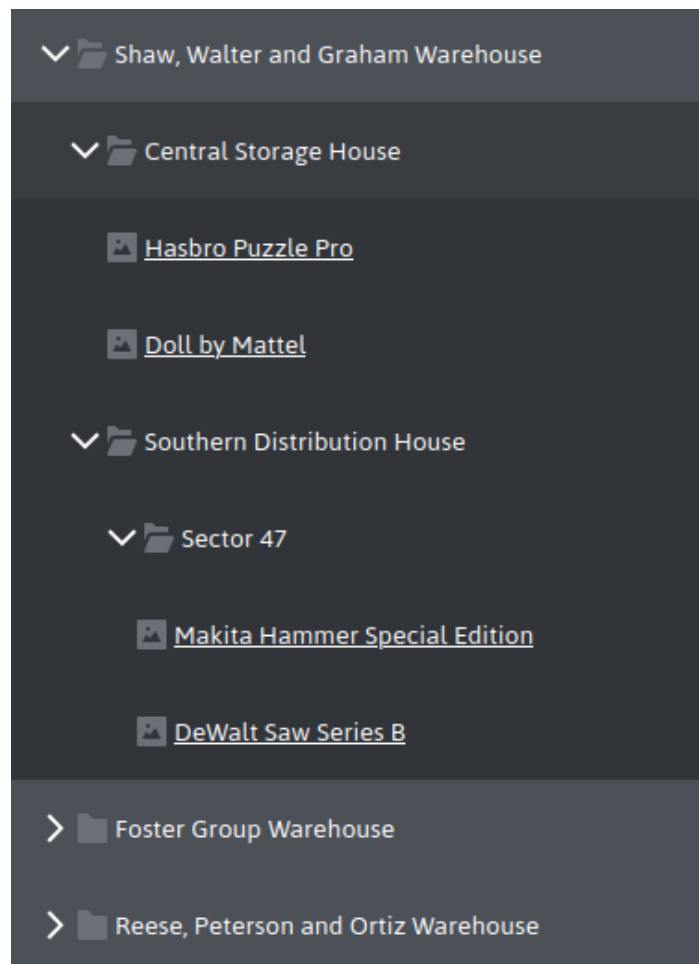 Shaw, Walter and Graham Warehouse
Central Storage House
Hasbro Puzzle Pro
Doll by Mattel
Southern Distribution House
Sector 47
Makita Hammer Special Edition
DeWalt Saw Series B
Foster Group Warehouse
Reese, Peterson and Ortiz Warehouse